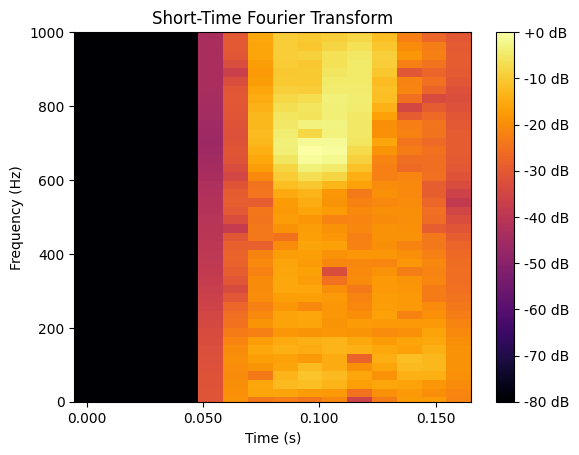 Short-Time Fourier Transform
1000
800
600
400
200
0
Frequency (Hz)
0.000
0.050
0.100
0.150
Time (s)
+0 dB
-10 dB
-20 dB
-30 dB
-40 dB
-50 dB
-60 dB
-70 dB
-80 dB